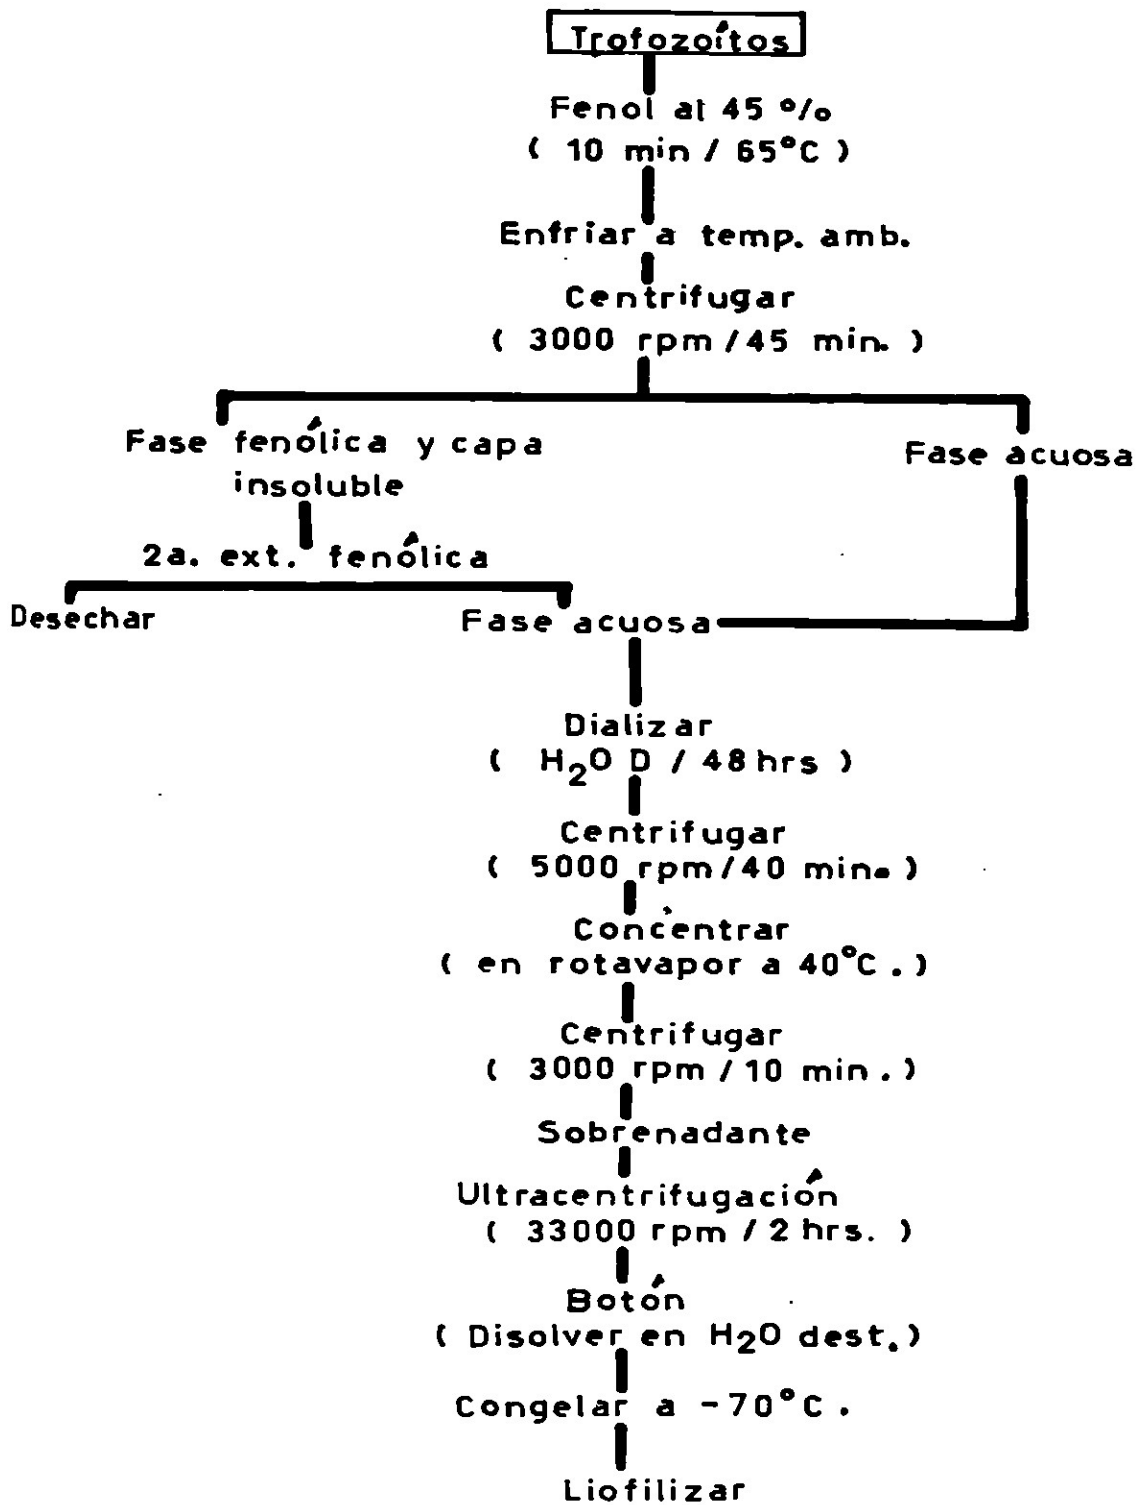 Trofozoítos
Fenol al 45 °/o
( 10 min / 65°C )
Enfriar a temp. amb.
Centrifugar
( 3000 rpm / 45 min. )
Fase fenólica y capa
insoluble
Fase acuosa
2a. ext. fenólica
Desechar
Fase acuosa
Dializar
( H₂O D / 48 hrs )
Centrifugar
( 5000 rpm / 40 min. )
Concentrar
( en rotavapor a 40°C . )
Centrifugar
( 3000 rpm / 10 min . )
Sobrenadante
Ultracentrifugación
( 33000 rpm / 2 hrs. )
Botón
( Disolver en H₂O dest. )
Congelar a -70°C .
Liofilizar